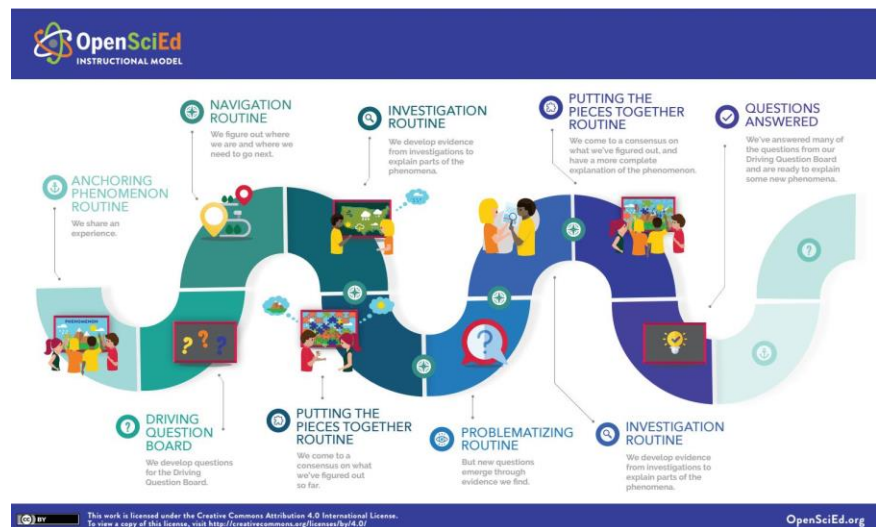 OpenSciEd
INSTRUCTIONAL MODEL
ANCHORING
PHENOMENON
ROUTINE
We share an
experience.
NAVIGATION
ROUTINE
We figure out where
we are and where we
need to go next.
INVESTIGATION
ROUTINE
We develop evidence
from investigations to
explain parts of the
phenomena.
PUTTING THE
PIECES TOGETHER
ROUTINE
We come to a consensus on
what we've figured out, and
have a more complete
explanation of the phenomenon.
QUESTIONS
ANSWERED
We've answered many of
the questions from our
Driving Question Board
and are ready to explain
some new phenomena.
PHENOMENON
? ? ?
?
?
DRIVING
QUESTION
BOARD
We develop questions
for the Driving
Question Board.
PUTTING THE
PIECES TOGETHER
ROUTINE
We come to a
consensus on what
we've figured out
so far.
PROBLEMATIZING
ROUTINE
But new questions
emerge through
evidence we find.
INVESTIGATION
ROUTINE
We develop evidence
from investigations to
explain parts of the
phenomena.
(cc) BY
This work is licensed under the Creative Commons Attribution 4.0 International License.
To view a copy of this license, visit http://creativecommons.org/licenses/by/4.0/
OpenSciEd.org